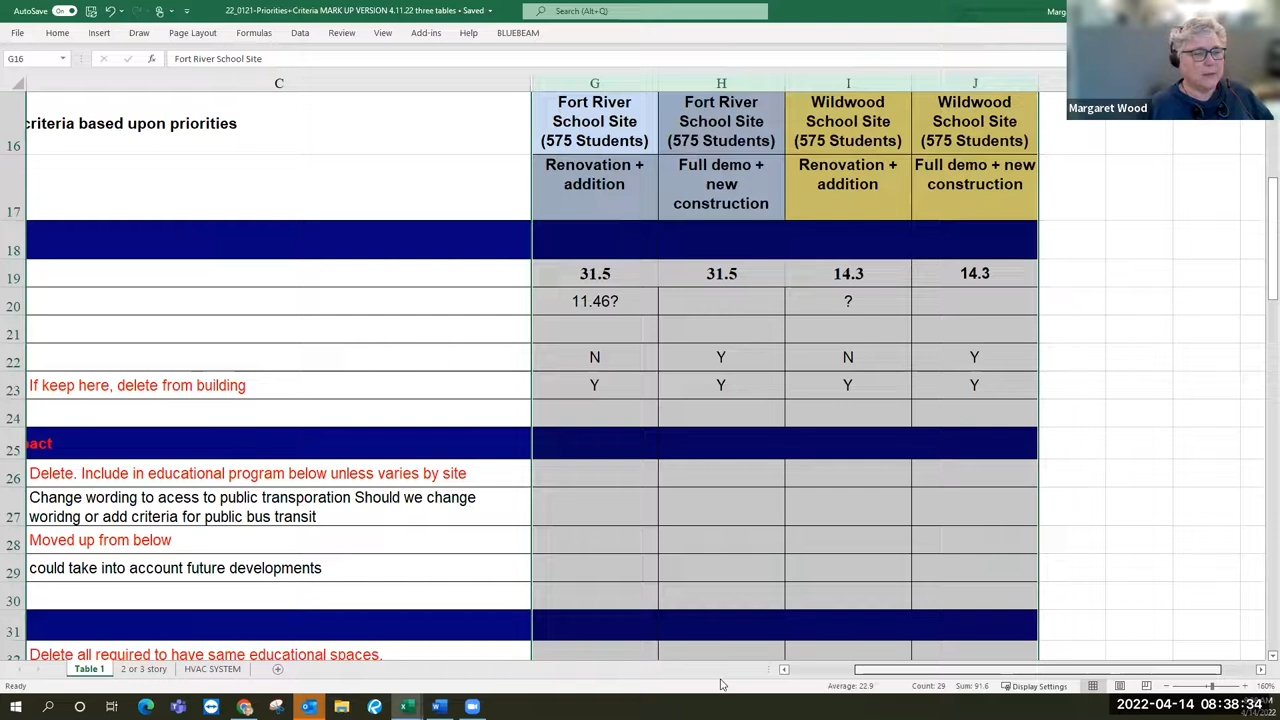 AutoSave On 22_0121-Priorities+Criteria MARK UP VERSION 4.11.22 three tables • Saved Search (Alt+Q)
File Home Insert Draw Page Layout Formulas Data Review View Add-ins Help BLUEBEAM
Margaret Wood
G16 fx Fort River School Site
C G H I J
16 criteria based upon priorities
Fort River
School Site
(575 Students)
Fort River
School Site
(575 Students)
Wildwood
School Site
(575 Students)
Wildwood
School Site
(575 Students)
17
Renovation +
addition
Full demo +
new
construction
Renovation +
addition
Full demo + new
construction
18
19 31.5 31.5 14.3 14.3
20 11.46? ?
21
22 N Y N Y
23 If keep here, delete from building Y Y Y Y
24
25 act
26 Delete. Include in educational program below unless varies by site
27 Change wording to acess to public transporation Should we change
woridng or add criteria for public bus transit
28 Moved up from below
29 could take into account future developments
30
31
Delete all required to have same educational spaces.
Table 1 2 or 3 story HVAC SYSTEM
Ready Average: 22.9 Count: 29 Sum: 91.6 Display Settings 160%
2022-04-14 08:38:34